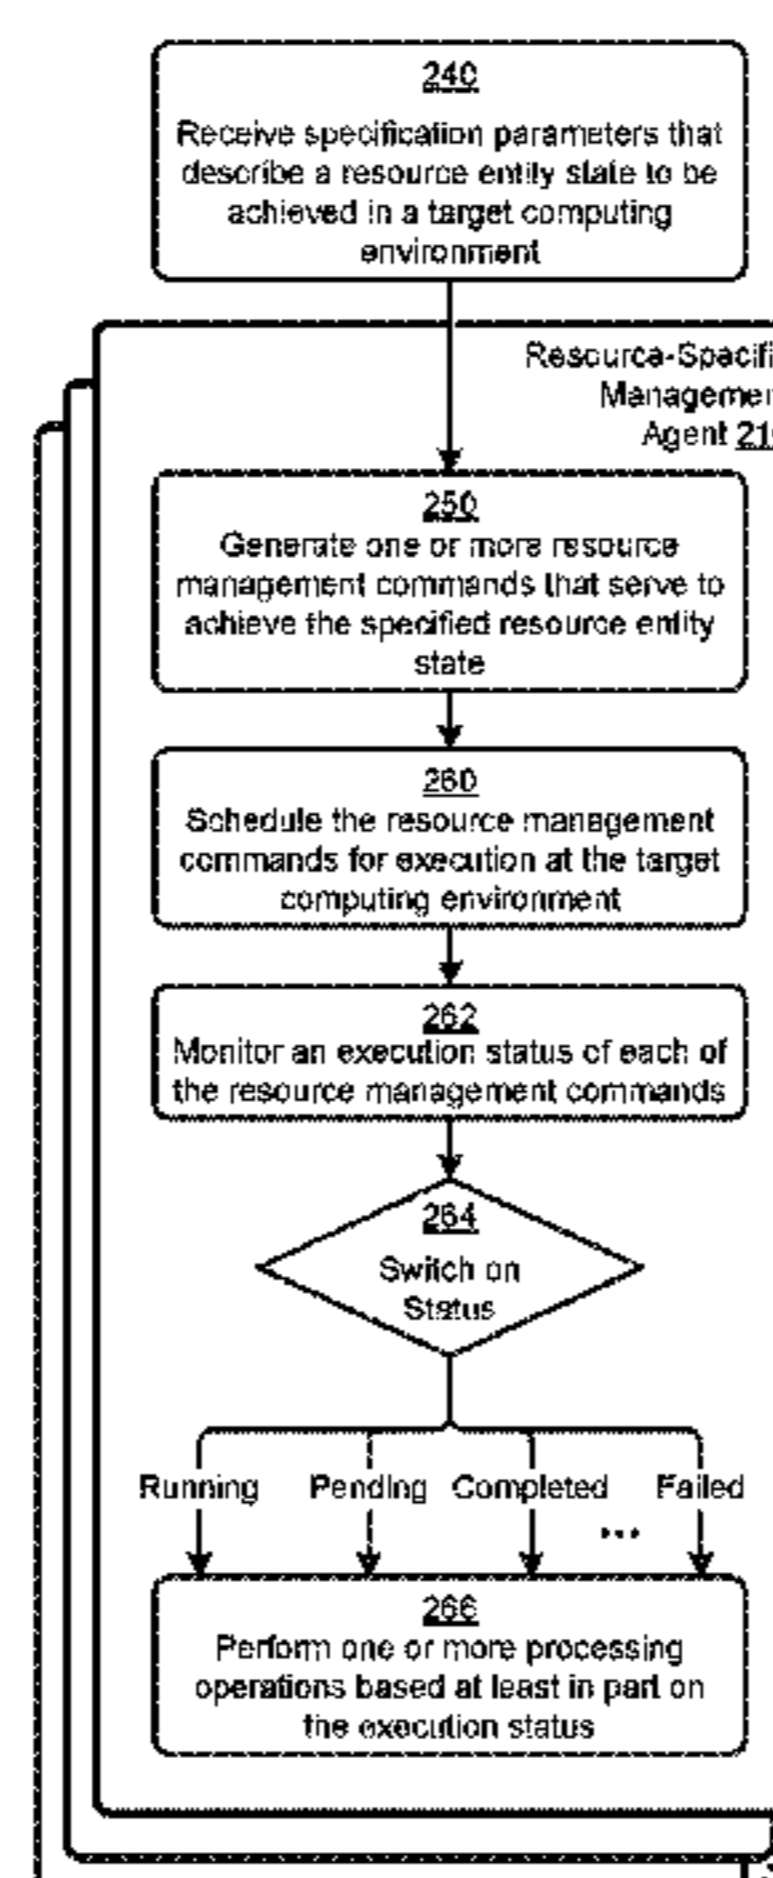 240
Receive specification parameters that
describe a resource entity state to be
achieved in a target computing
environment
Resource-Specifi
Managemen
Agent 21
250
Generate one or more resource
management commands that serve to
achieve the specified resource entity
state
260
Schedule the resource management
commands for execution at the target
computing environment
262
Monitor an execution status of each of
the resource management commands
264
Switch on
Status
Running Pending Completed Failed
...
266
Perform one or more processing
operations based at least in part on
the execution status